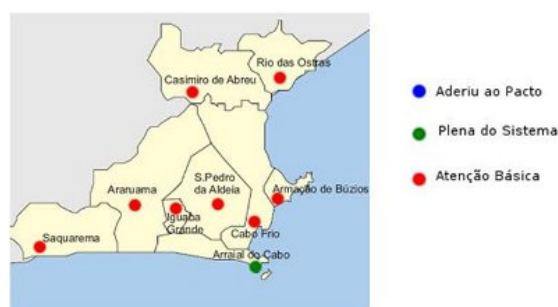 Rio das Ostras
Casimiro de Abreu
S.Pedro
da Aldeia
Araruama
Armação de Búzios
Iguaba
Grande
Cabo Frio
Saquarema
Arraial do Cabo
Aderiu ao Pacto
Plena do Sistema
Atenção Básica